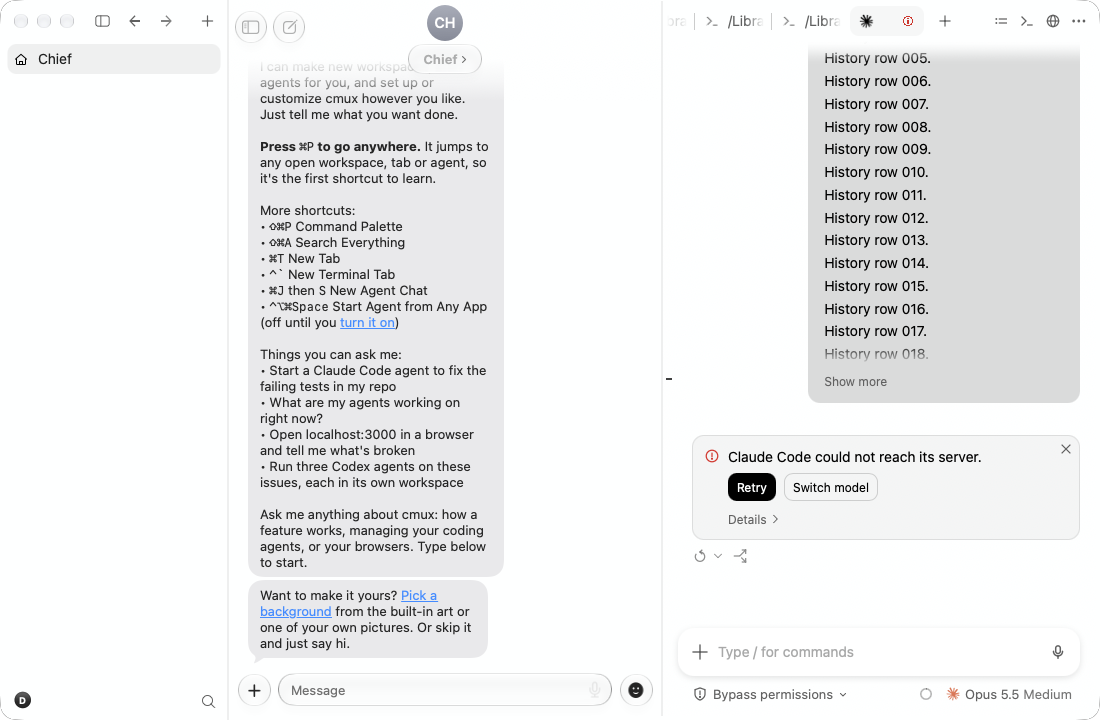 Chief
D
CH
Chief
I can make new
agents for you, and set up or
customize cmux however you like.
Just tell me what you want done.
Press ⌘P to go anywhere. It jumps to
any open workspace, tab or agent, so
it's the first shortcut to learn.
More shortcuts:
• ⇧⌘P Command Palette
• ⇧⌘A Search Everything
• ⌘T New Tab
• ^` New Terminal Tab
• ⌘J then S New Agent Chat
• ^⌥⌘Space Start Agent from Any App
(off until you turn it on)
Things you can ask me:
• Start a Claude Code agent to fix the
failing tests in my repo
• What are my agents working on
right now?
• Open localhost:3000 in a browser
and tell me what's broken
• Run three Codex agents on these
issues, each in its own workspace
Ask me anything about cmux: how a
feature works, managing your coding
agents, or your browsers. Type below
to start.
Want to make it yours? Pick a
background from the built-in art or
one of your own pictures. Or skip it
and just say hi.
Message
/Libra
/Libra
History row 005.
History row 006.
History row 007.
History row 008.
History row 009.
History row 010.
History row 011.
History row 012.
History row 013.
History row 014.
History row 015.
History row 016.
History row 017.
History row 018.
Show more
Claude Code could not reach its server.
Retry
Switch model
Details
Type / for commands
Bypass permissions
Opus 5.5 Medium